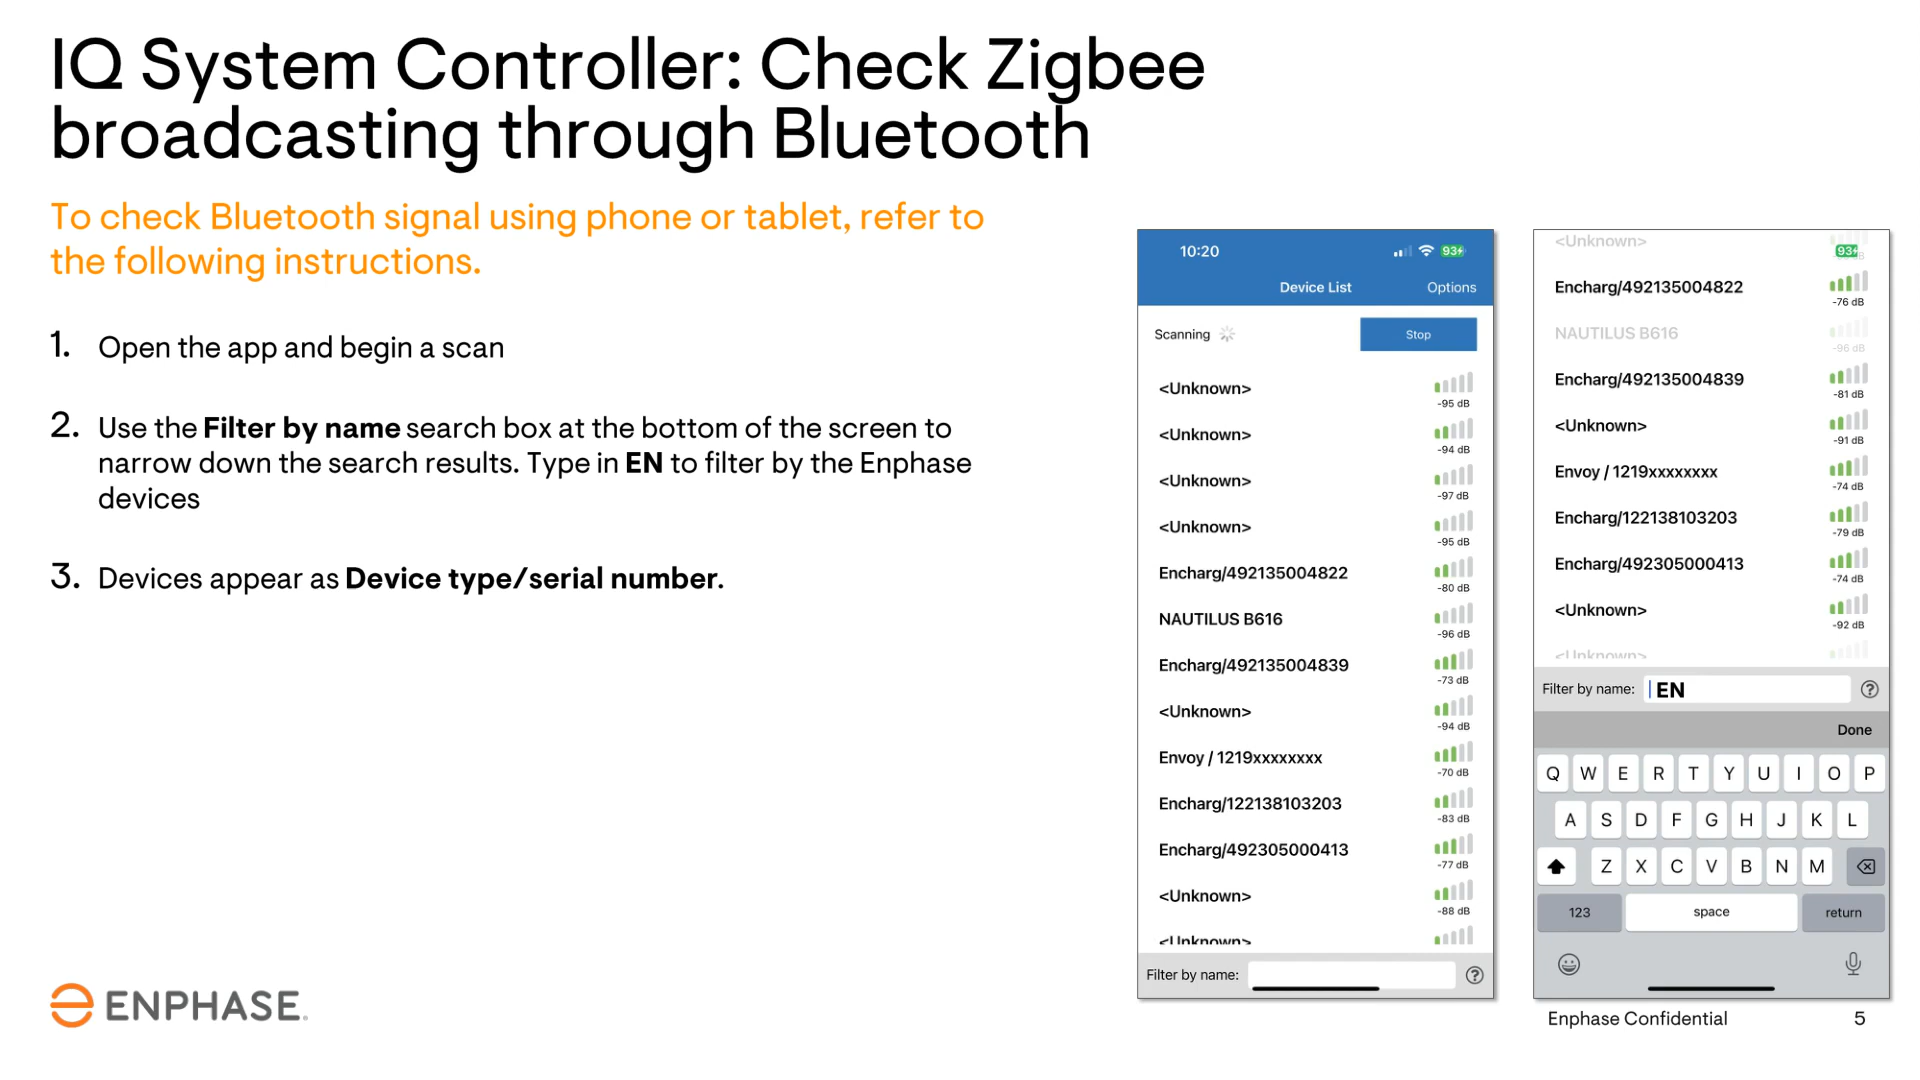 IQ System Controller: Check Zigbee
broadcasting through Bluetooth
To check Bluetooth signal using phone or tablet, refer to
the following instructions.
1. Open the app and begin a scan
2. Use the Filter by name search box at the bottom of the screen to
narrow down the search results. Type in EN to filter by the Enphase
devices
3. Devices appear as Device type/serial number.
10:20 93
Device List Options
Scanning Stop
<Unknown>
-95 dB
<Unknown>
-94 dB
<Unknown>
-97 dB
<Unknown>
-95 dB
Encharg/492135004822
-80 dB
NAUTILUS B616
-96 dB
Encharg/492135004839
-73 dB
<Unknown>
-94 dB
Envoy / 1219xxxxxxxx
-70 dB
Encharg/122138103203
-83 dB
Encharg/492305000413
-77 dB
<Unknown>
-88 dB
<Unknown>
Filter by name: ?
<Unknown>
93
Encharg/492135004822
-76 dB
NAUTILUS B616
-96 dB
Encharg/492135004839
-81 dB
<Unknown>
-91 dB
Envoy / 1219xxxxxxxx
-74 dB
Encharg/122138103203
-79 dB
Encharg/492305000413
-74 dB
<Unknown>
-92 dB
<Unknown>
Filter by name: EN ?
Done
Q W E R T Y U I O P
A S D F G H J K L
Z X C V B N M
123 space return
ENPHASE.
Enphase Confidential 5